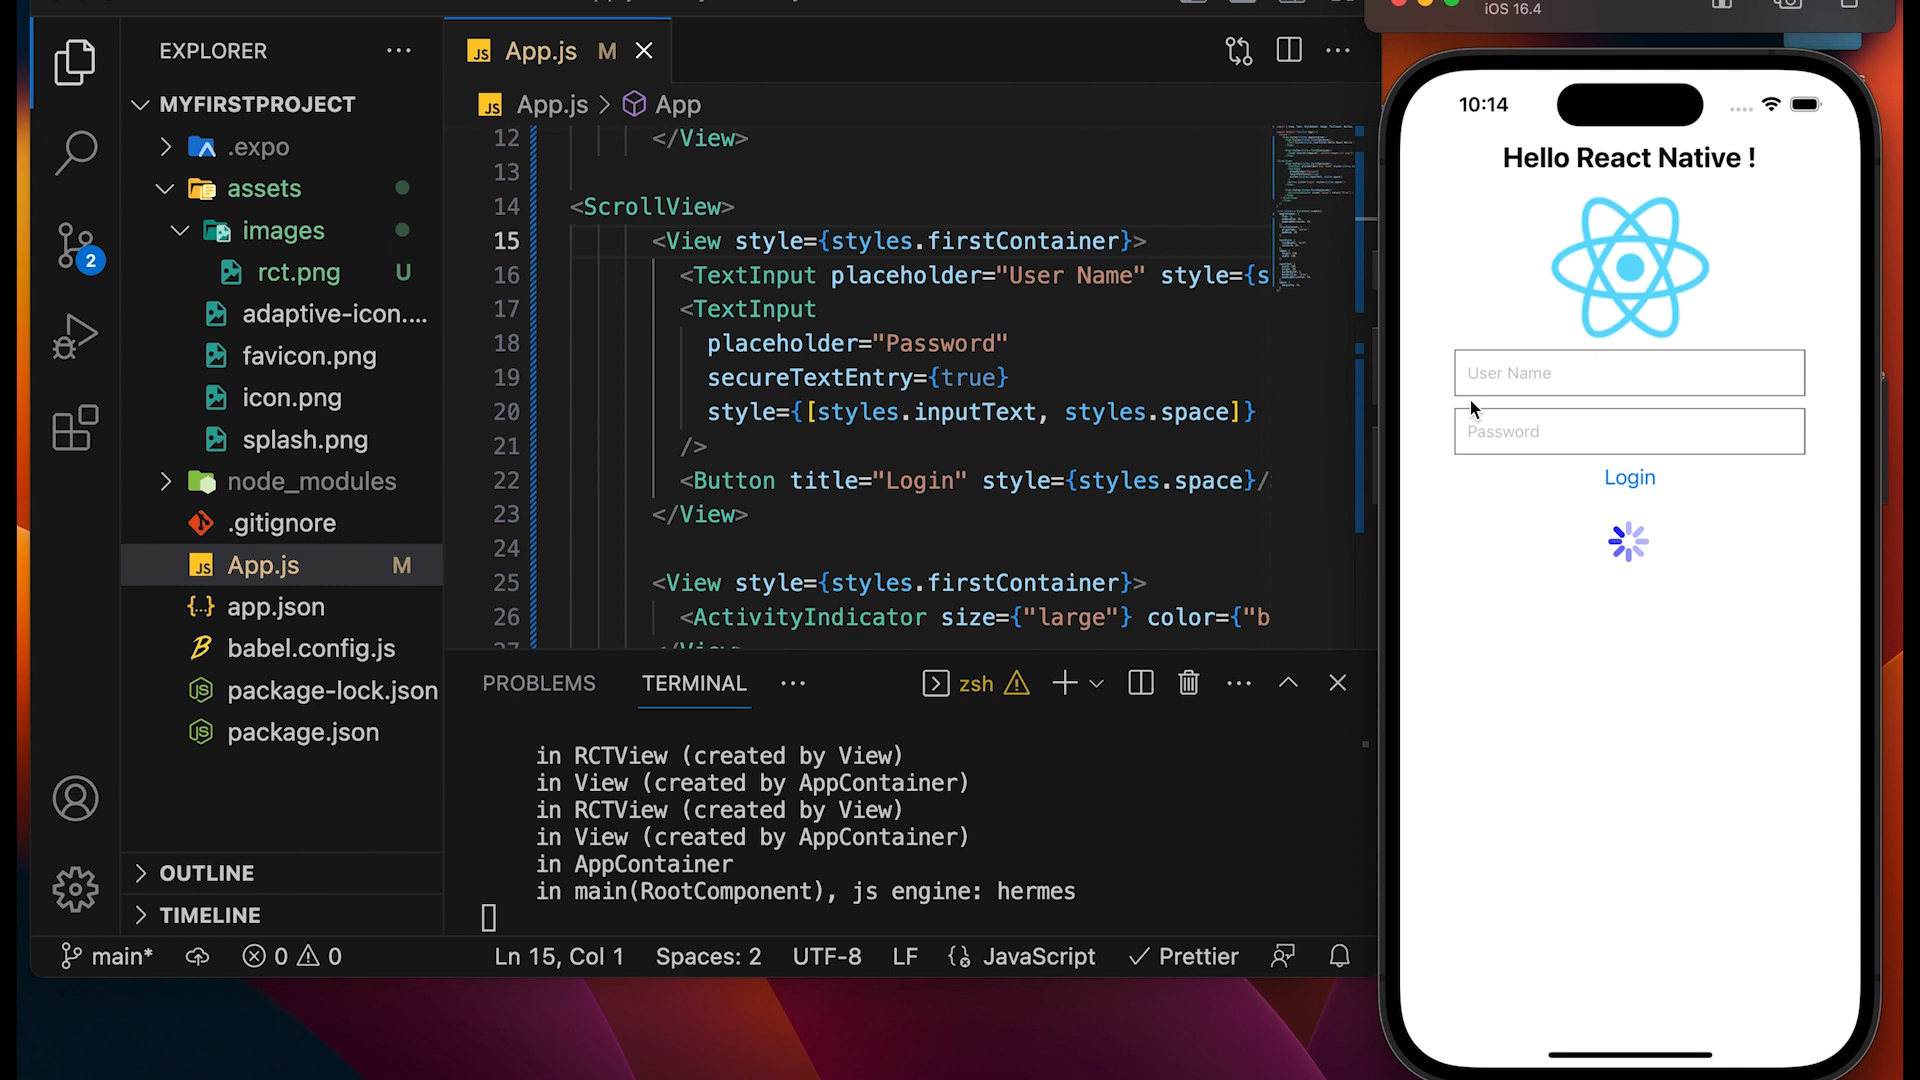 EXPLORER
MYFIRSTPROJECT
.expo
assets
images
rct.png U
adaptive-icon....
favicon.png
icon.png
splash.png
node_modules
.gitignore
App.js M
app.json
babel.config.js
package-lock.json
package.json
OUTLINE
TIMELINE
2
App.js M
App.js > App
12 </View>
13
14 <ScrollView>
15 <View style={styles.firstContainer}>
16 <TextInput placeholder="User Name" style={s
17 <TextInput
18 placeholder="Password"
19 secureTextEntry={true}
20 style={[styles.inputText, styles.space]}
21 />
22 <Button title="Login" style={styles.space}/
23 </View>
24
25 <View style={styles.firstContainer}>
26 <ActivityIndicator size={"large"} color={"b
PROBLEMS TERMINAL
zsh
in RCTView (created by View)
in View (created by AppContainer)
in RCTView (created by View)
in View (created by AppContainer)
in AppContainer
in main(RootComponent), js engine: hermes
main* 0 0 Ln 15, Col 1 Spaces: 2 UTF-8 LF JavaScript Prettier
iOS 16.4
10:14
Hello React Native !
User Name
Password
Login